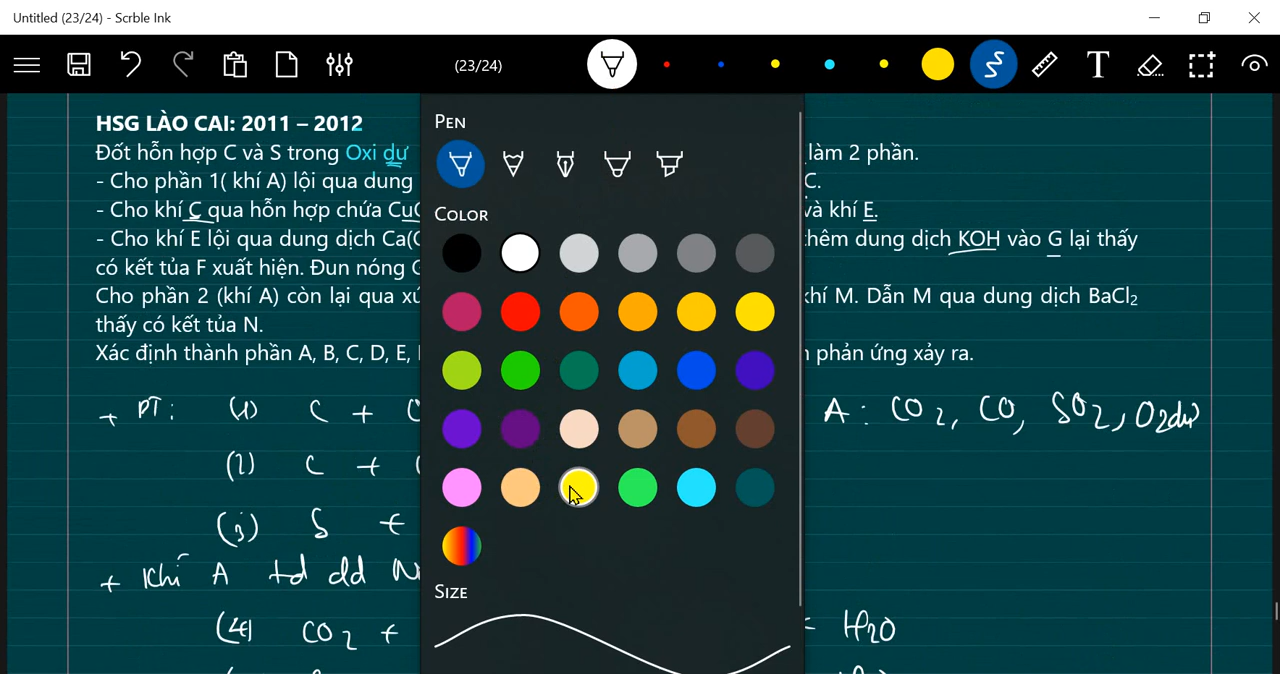 Untitled (23/24) - Scrble Ink
(23/24)
T
HSG LÀO CAI: 2011 – 2012
Đốt hỗn hợp C và S trong Oxi dư làm 2 phần.
- Cho phần 1( khí A) lội qua dung C.
- Cho khí C qua hỗn hợp chứa và khí E.
- Cho khí E lội qua dung dịch thêm dung dịch KOH vào G lại thấy
có kết tủa F xuất hiện. Đun nóng
Cho phần 2 (khí A) còn lại qua khí M. Dẫn M qua dung dịch BaCl₂
thấy có kết tủa N.
Xác định thành phần A, B, C, D, E, phản ứng xảy ra.
+ PT: (1) C + A: CO₂, CO, SO₂, O₂dư
(2) C +
(3) S +
+ Khí A td dd
(4) CO₂ + H₂O
PEN
COLOR
SIZE